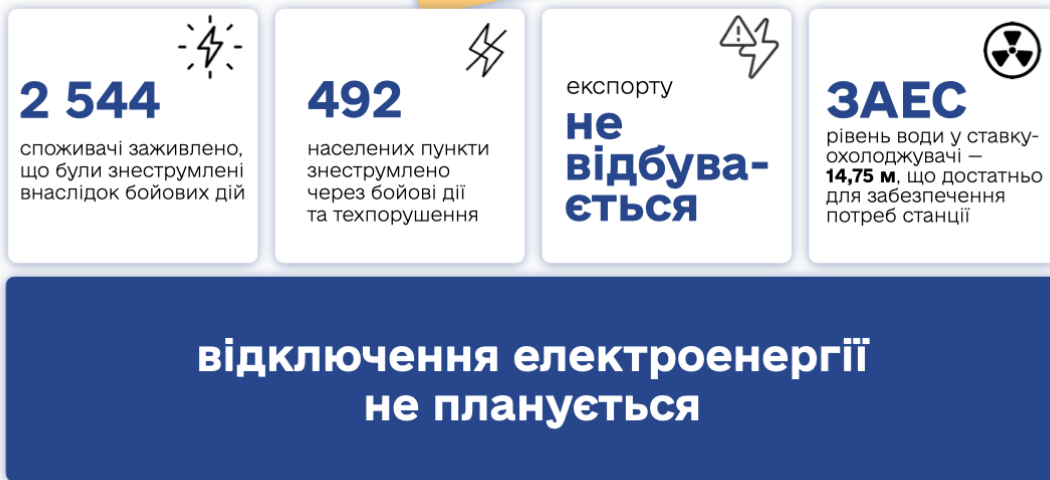 2 544
споживачі заживлено,
що були знеструмлені
внаслідок бойових дій
492
населених пункти
знеструмлено
через бойові дії
та техпорушення
експорту
не
відбува-
ється
ЗАЕС
рівень води у ставку-
охолоджувачі —
14,75 м, що достатньо
для забезпечення
потреб станції
відключення електроенергії
не планується